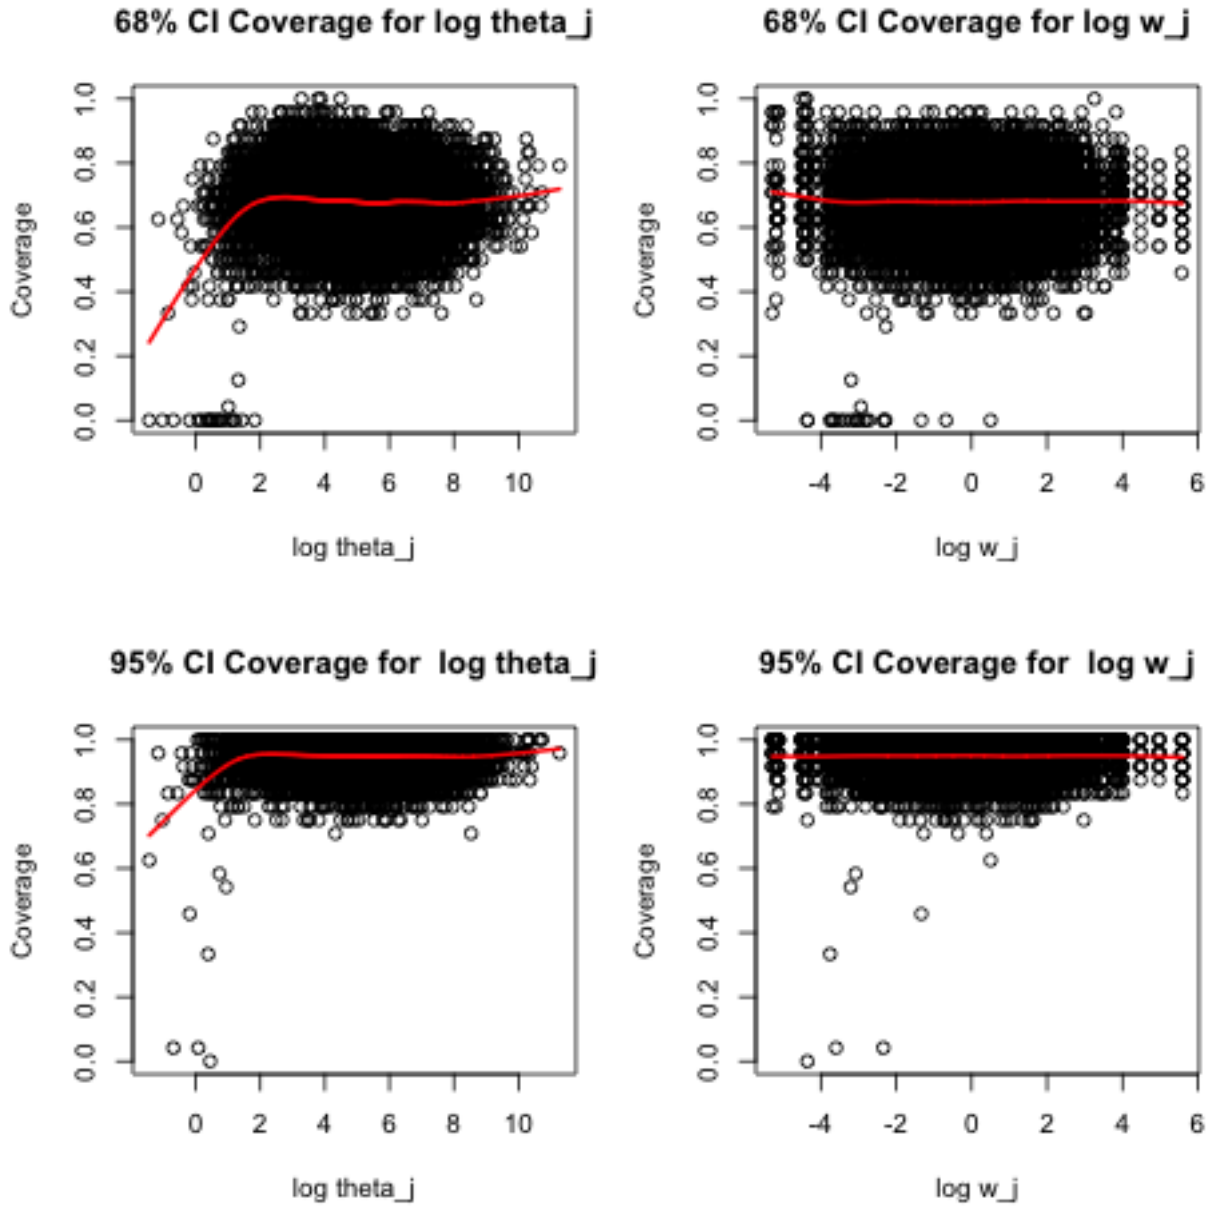 68% CI Coverage for log theta_j
1.0
0.8
0.6
0.4
0.2
0.0
Coverage
0 2 4 6 8 10
log theta_j
68% CI Coverage for log w_j
1.0
0.8
0.6
0.4
0.2
0.0
Coverage
-4 -2 0 2 4 6
log w_j
95% CI Coverage for log theta_j
1.0
0.8
0.6
0.4
0.2
0.0
Coverage
0 2 4 6 8 10
log theta_j
95% CI Coverage for log w_j
1.0
0.8
0.6
0.4
0.2
0.0
Coverage
-4 -2 0 2 4 6
log w_j